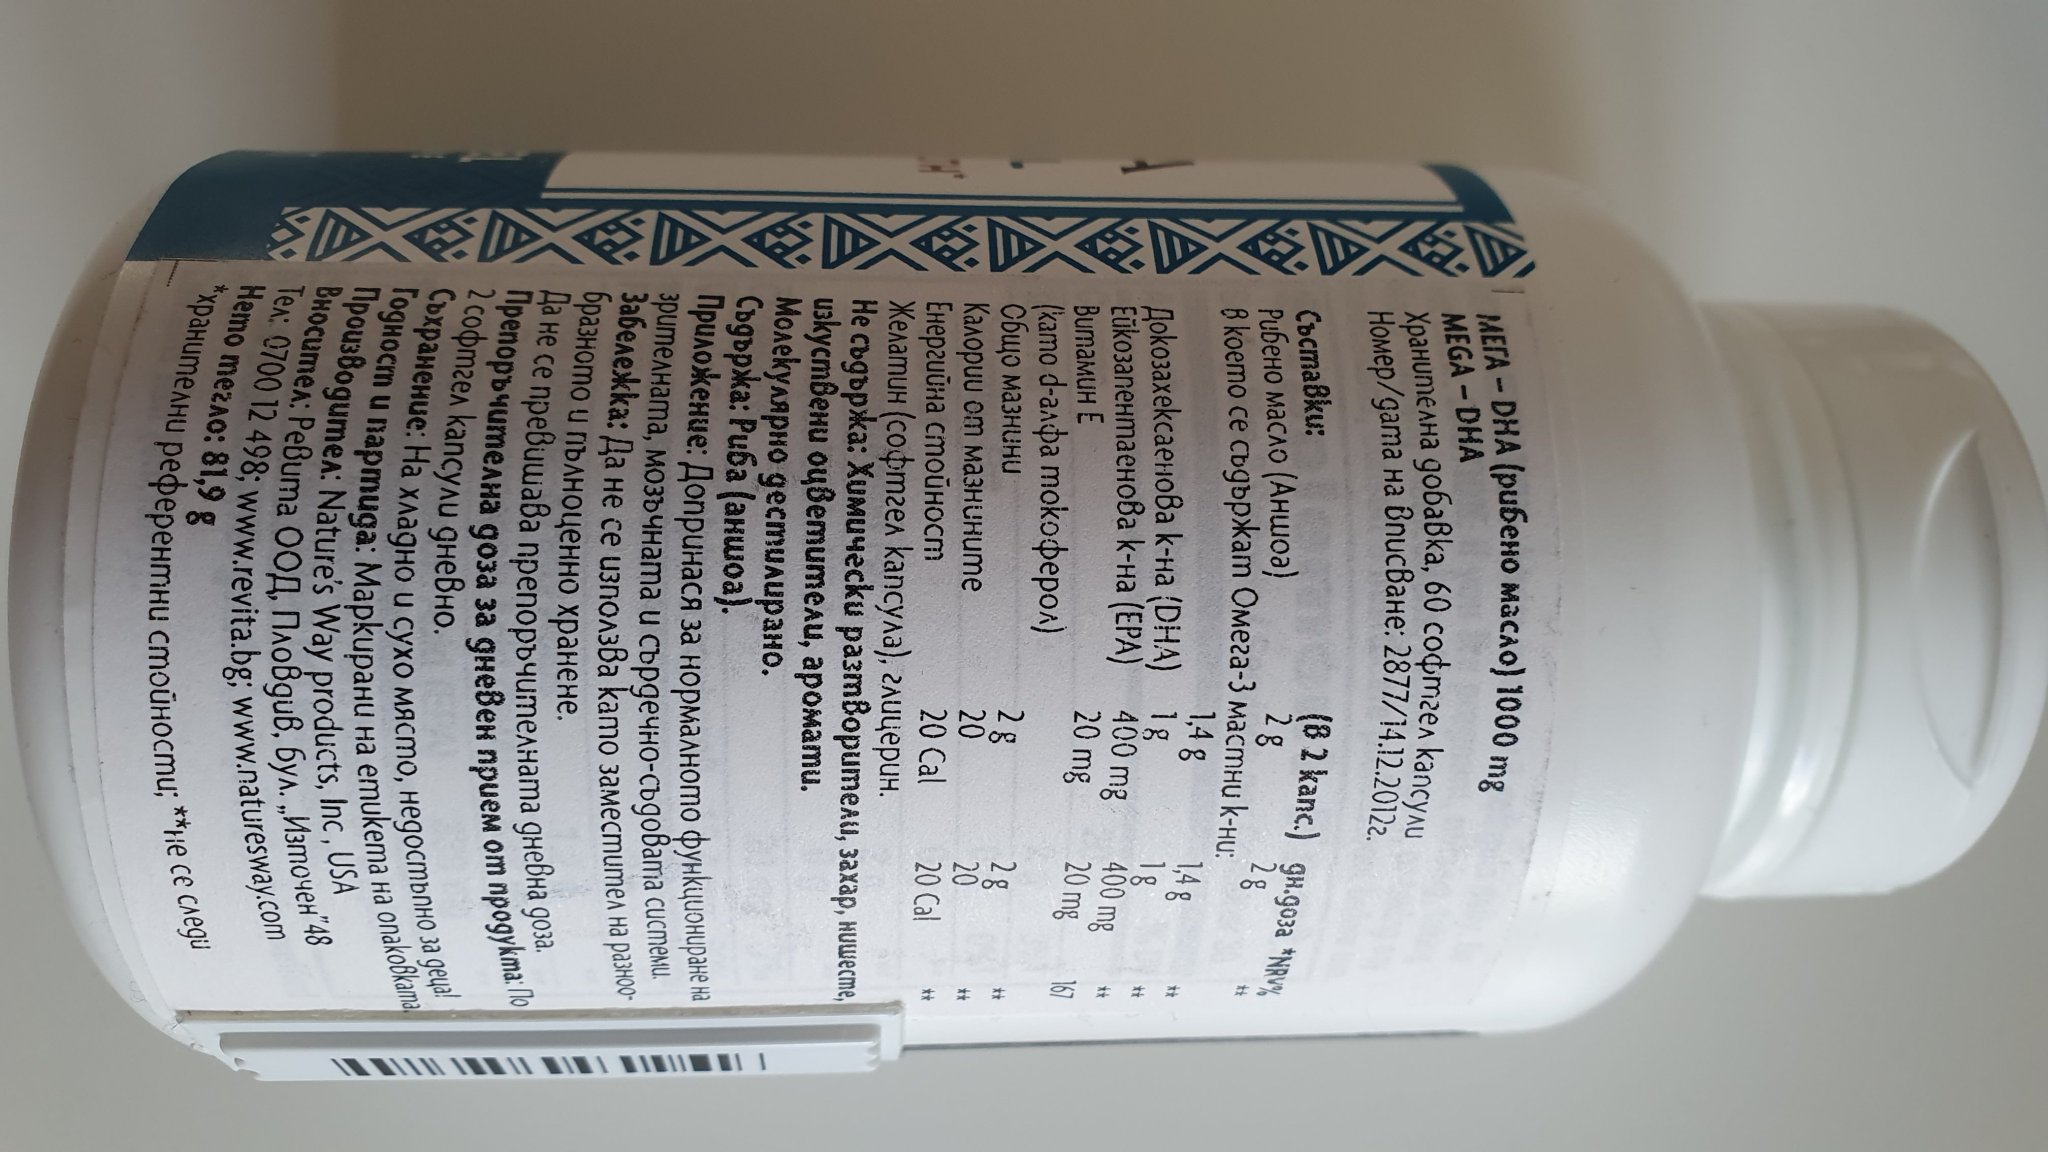 МЕГА – DHA (рибено масло) 1000 mg
MEGA – DHA
Хранителна добавка, 60 софтгел капсули
Номер/дата на вписване: 2877/14.12.2012г.
Съставки: (в 2 капс.) дн.доза *NRV%
Рибено масло (Аншоа) 2 g 2 g **
в което се съдържат Омега-3 мастни к-ни:
1,4 g 1,4 g **
Докозахексаенова к-на (DHA) 1 g 1 g **
Ейкозапентаенова к-на (EPA) 400 mg 400 mg **
Витамин Е 20 mg 20 mg 167
(като d-алфа токоферол)
Общо мазнини 2 g 2 g **
Калории от мазнините 20 20 **
Енергийна стойност 20 Cal 20 Cal **
Желатин (софтгел капсула), глицерин.
Не съдържа: Химически разтворители, захар, нишесте,
изкуствени оцветители, аромати.
Молекулярно дестилирано.
Съдържа: Риба (аншоа).
Приложение: Допринася за нормалното функциониране на
зрителната, мозъчната и сърдечно-съдовата системи.
Забележка: Да не се използва като заместител на разноо-
бразното и пълноценно хранене.
Да не се превишава препоръчителната дневна доза.
Препоръчителна доза за дневен прием от продукта: По
2 софтгел капсули дневно.
Съхранение: На хладно и сухо място, недостъпно за деца!
Годност и партида: Маркирани на етикета на опаковката.
Производител: Nature's Way products, Inc , USA
Вносител: РеВита ООД, Пловдив, бул. „Източен" 48
Тел: 0700 12 498; www.revita.bg; www.naturesway.com
Нето тегло: 81,9 g
*хранителни референтни стойности; **не се следи